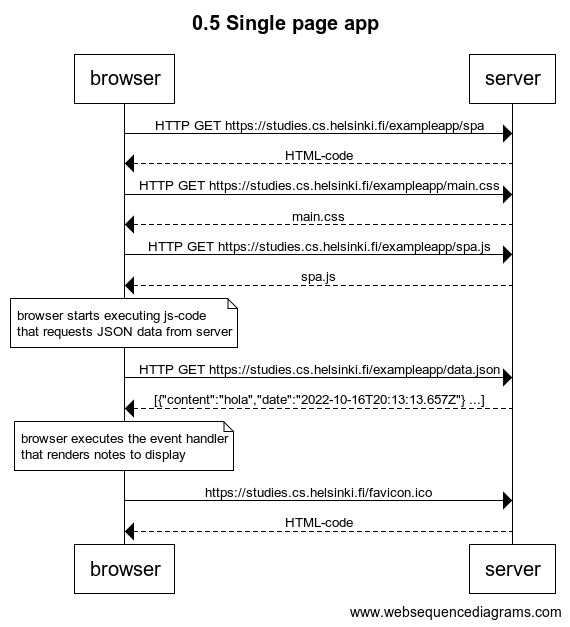 0.5 Single page app
browser
server
HTTP GET https://studies.cs.helsinki.fi/exampleapp/spa
HTML-code
HTTP GET https://studies.cs.helsinki.fi/exampleapp/main.css
main.css
HTTP GET https://studies.cs.helsinki.fi/exampleapp/spa.js
spa.js
browser starts executing js-code
that requests JSON data from server
HTTP GET https://studies.cs.helsinki.fi/exampleapp/data.json
[{"content":"hola","date":"2022-10-16T20:13:13.657Z"} ...]
browser executes the event handler
that renders notes to display
https://studies.cs.helsinki.fi/favicon.ico
HTML-code
browser
server
www.websequencediagrams.com